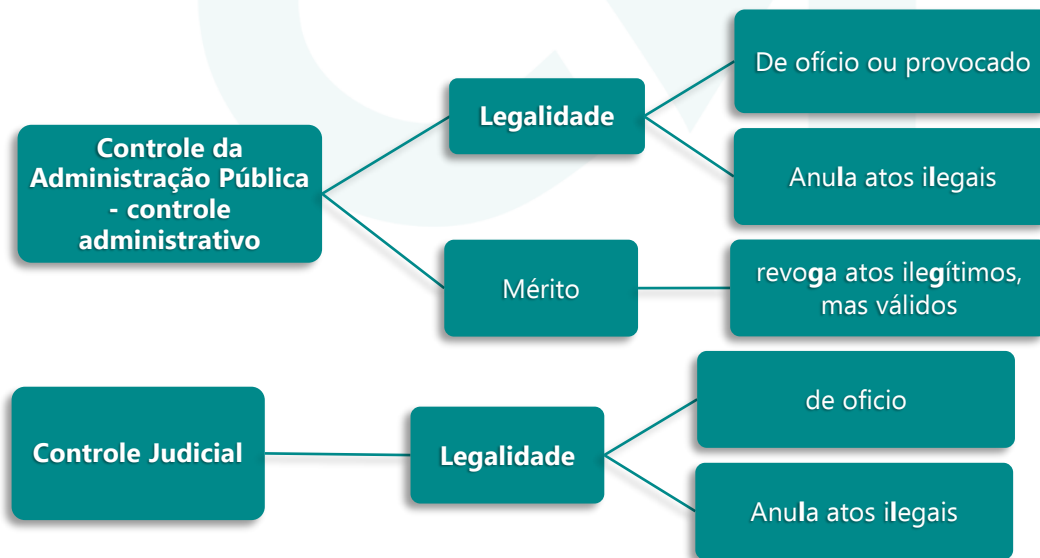 Controle da
Administração Pública
- controle
administrativo
Legalidade
De ofício ou provocado
Anula atos ilegais
Mérito
revoga atos ilegítimos,
mas válidos
Controle Judicial
Legalidade
de oficio
Anula atos ilegais